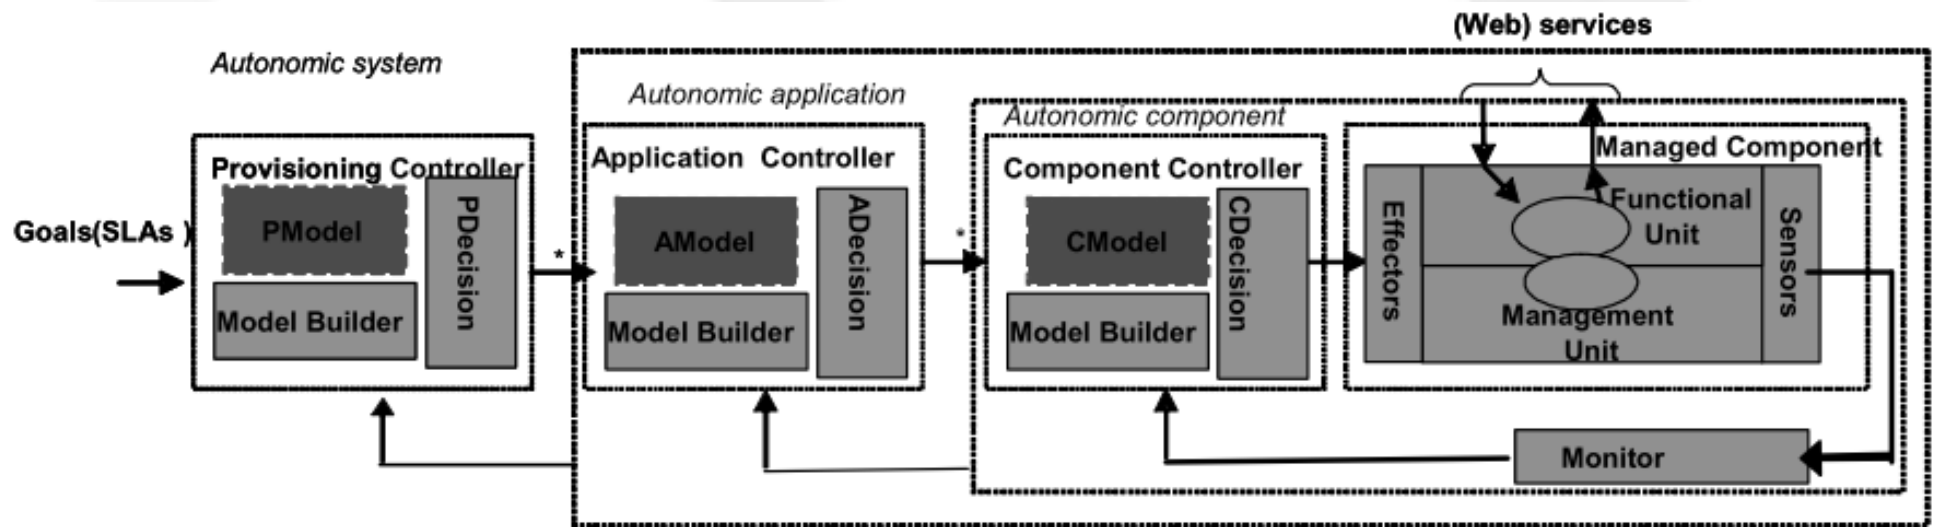 (Web) services
Autonomic system
Autonomic application
Autonomic component
Provisioning Controller
Application Controller
Component Controller
Managed Component
Goals(SLAs )
PModel
PDecision
Model Builder
*
AModel
ADecision
Model Builder
*
CModel
CDecision
Model Builder
Effectors
Functional
Unit
Management
Unit
Sensors
Monitor